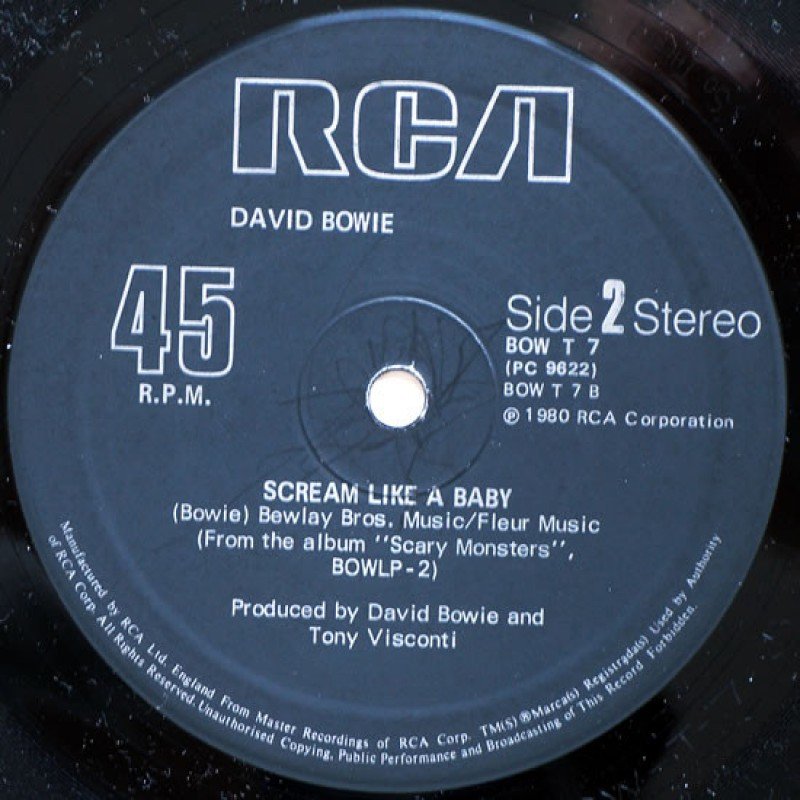 RCA
DAVID BOWIE
45
R.P.M.
Side 2 Stereo
BOW T 7
(PC 9622)
BOW T 7 B
℗ 1980 RCA Corporation
SCREAM LIKE A BABY
(Bowie) Bewlay Bros. Music/Fleur Music
(From the album "Scary Monsters",
BOWLP-2)
Produced by David Bowie and
Tony Visconti
Manufactured by RCA Ltd. England From Master Recordings of RCA Corp. TM(S) ® Marca(s) Registrada(s) Used by Authority
of RCA Corp. All Rights Reserved. Unauthorised Copying, Public Performance and Broadcasting of This Record Forbidden.